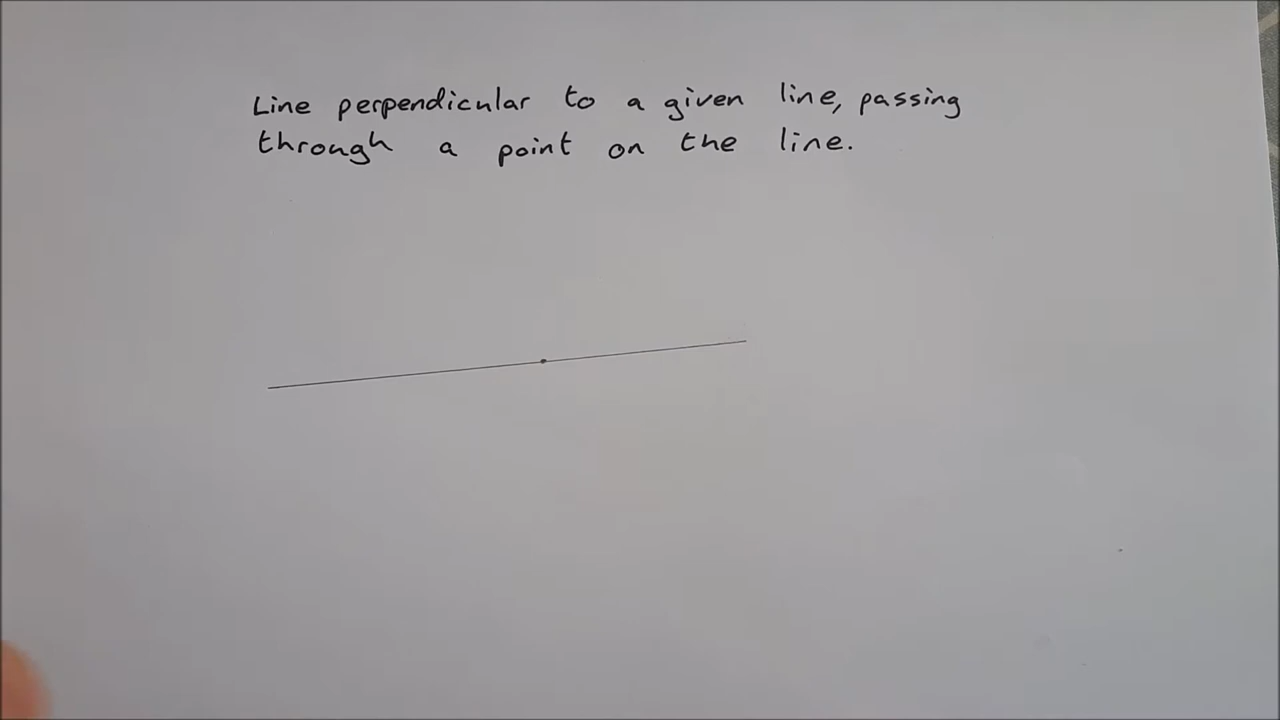 Line perpendicular to a given line, passing
through a point on the line.